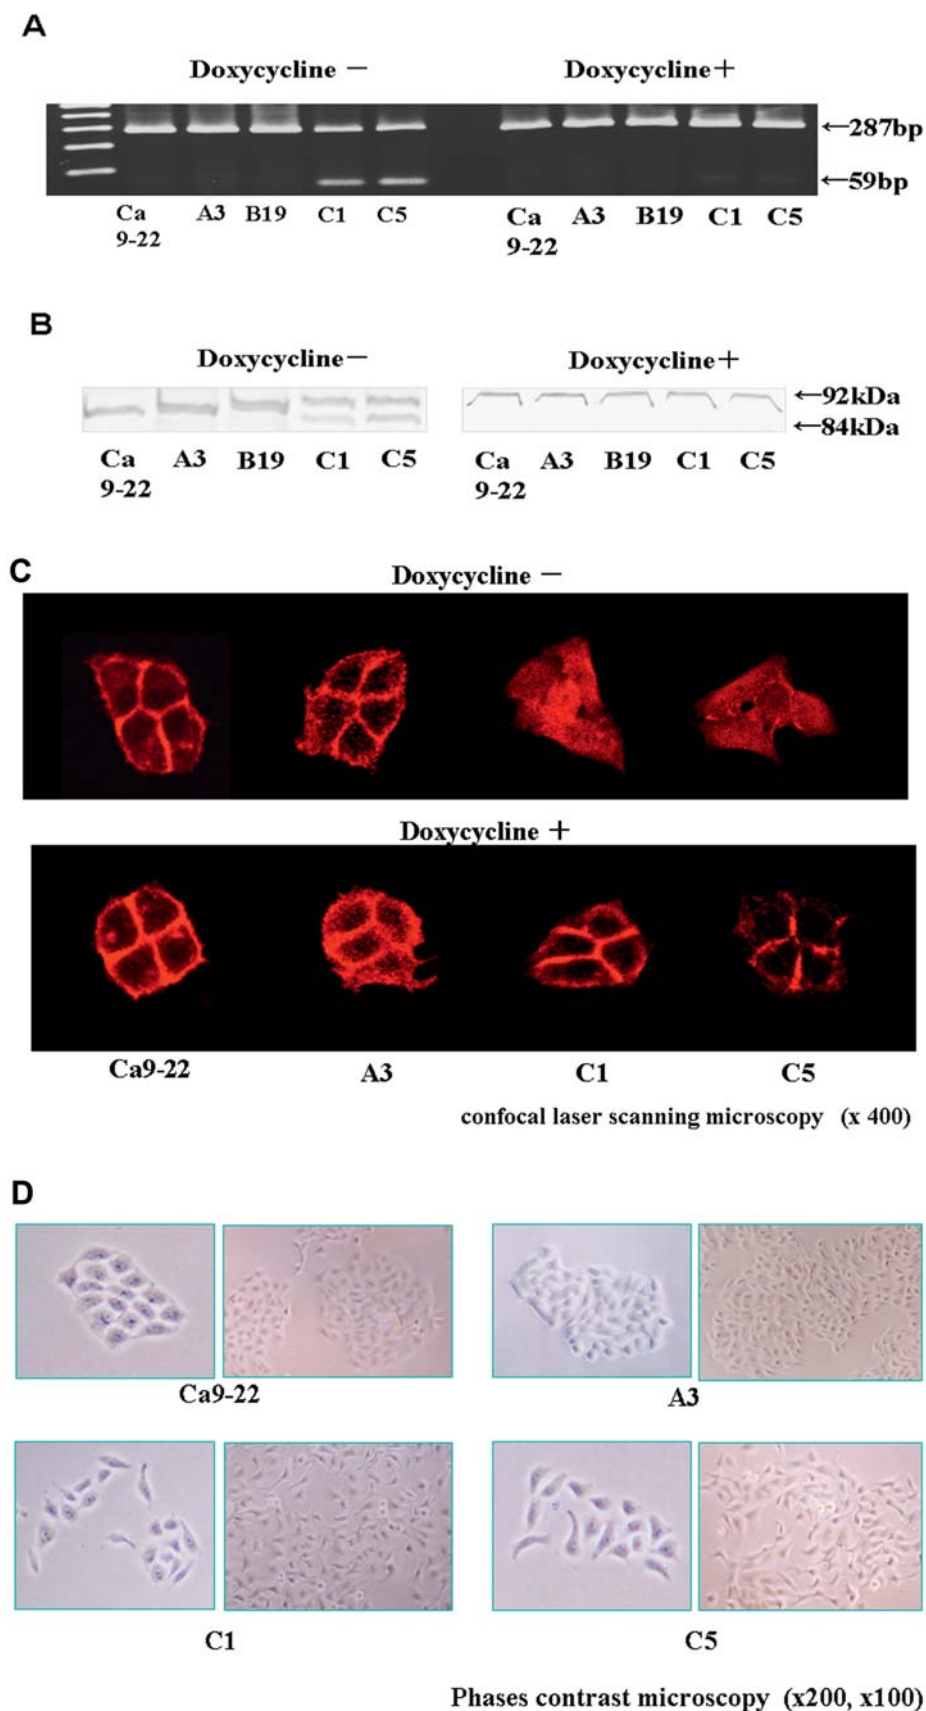 A
Doxycycline －
Doxycycline＋
←287bp
←59bp
Ca 9-22
A3
B19
C1
C5
Ca 9-22
A3
B19
C1
C5
B
Doxycycline－
Doxycycline＋
←92kDa
←84kDa
Ca 9-22
A3
B19
C1
C5
Ca 9-22
A3
B19
C1
C5
C
Doxycycline －
Doxycycline ＋
Ca9-22
A3
C1
C5
confocal laser scanning microscopy (x 400)
D
Ca9-22
A3
C1
C5
Phases contrast microscopy (x200, x100)